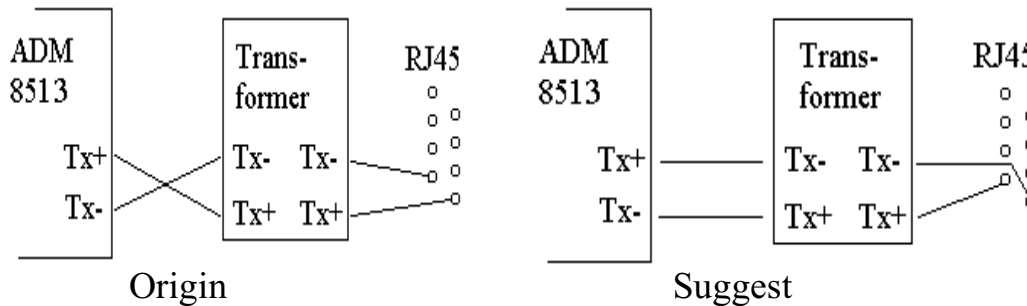 ADM
8513
Trans-
former
RJ45
Tx+
Tx-
Tx-
Tx-
Tx+
Tx+
Origin
ADM
8513
Trans-
former
RJ45
Tx+
Tx-
Tx-
Tx-
Tx+
Tx+
Suggest